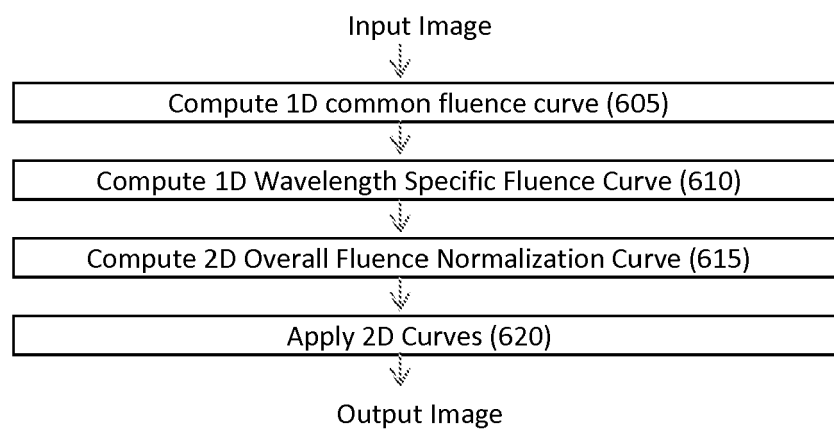 Input Image
Compute 1D common fluence curve (605)
Compute 1D Wavelength Specific Fluence Curve (610)
Compute 2D Overall Fluence Normalization Curve (615)
Apply 2D Curves (620)
Output Image